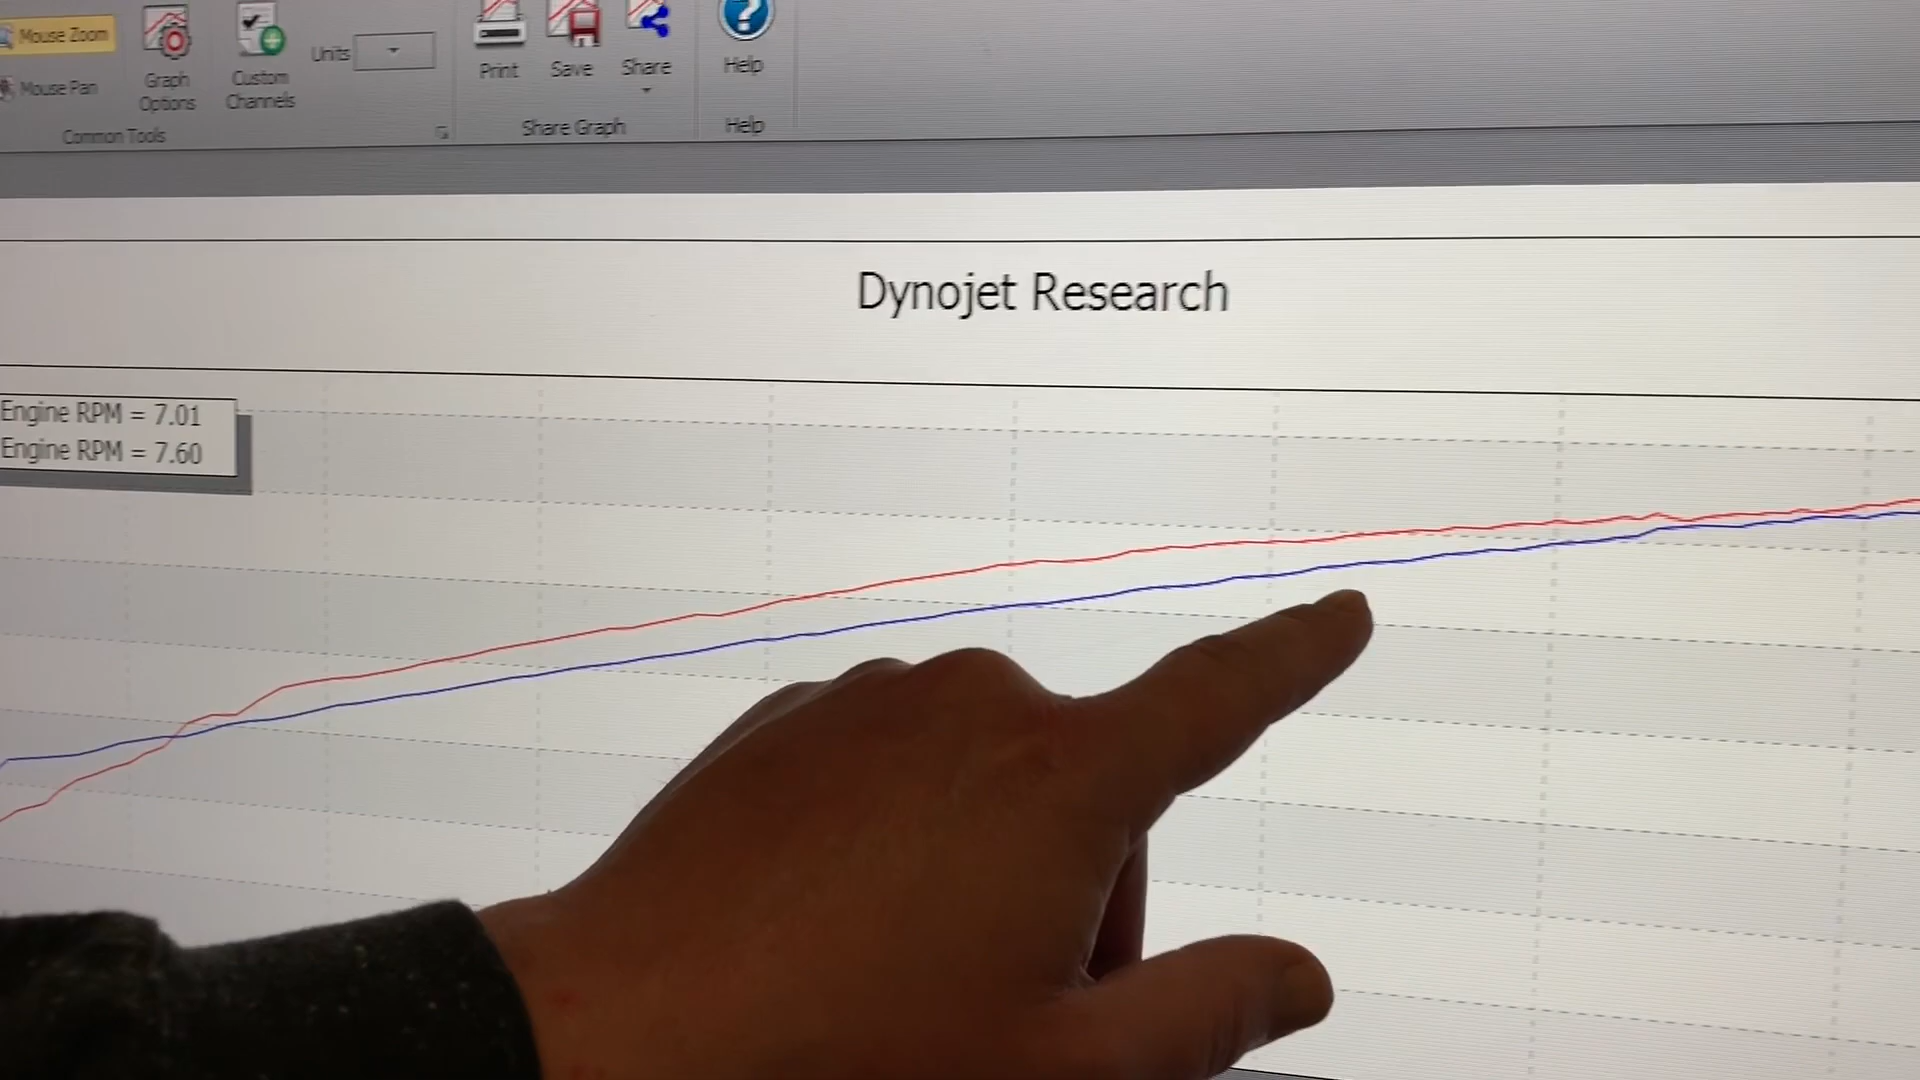 Mouse Zoom
Mouse Pan
Graph
Options
Custom
Channels
Units
Common Tools
Print
Save
Share
Share Graph
Help
Help
Dynojet Research
Engine RPM = 7.01
Engine RPM = 7.60